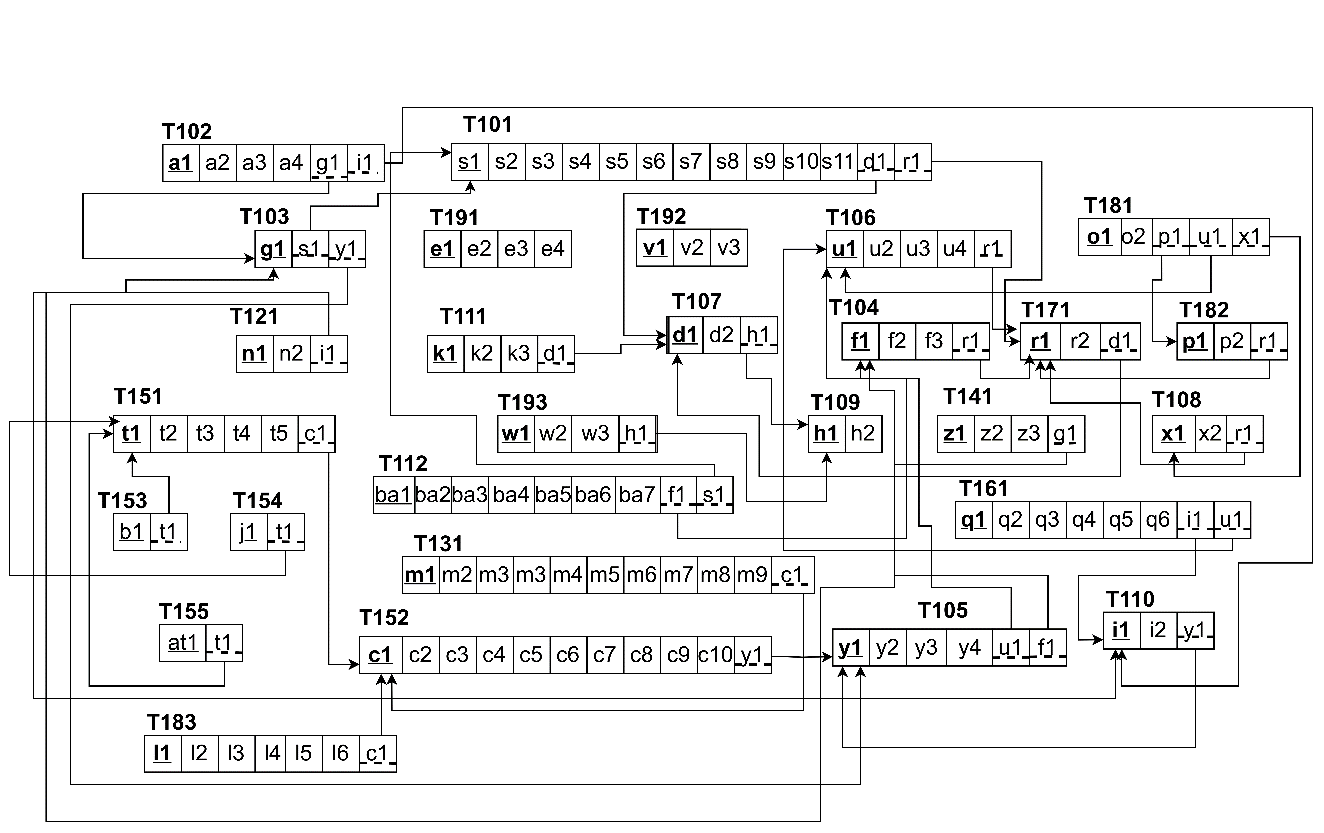 T102
a1 a2 a3 a4 g1 i1
T101
s1 s2 s3 s4 s5 s6 s7 s8 s9 s10 s11 d1 r1
T103
g1 s1 y1
T191
e1 e2 e3 e4
T192
v1 v2 v3
T106
u1 u2 u3 u4 r1
T181
o1 o2 p1 u1 x1
T121
n1 n2 i1
T111
k1 k2 k3 d1
T107
d1 d2 h1
T104
f1 f2 f3 r1
T171
r1 r2 d1
T182
p1 p2 r1
T151
t1 t2 t3 t4 t5 c1
T193
w1 w2 w3 h1
T109
h1 h2
T141
z1 z2 z3 g1
T108
x1 x2 r1
T112
ba1 ba2 ba3 ba4 ba5 ba6 ba7 f1 s1
T153
b1 t1
T154
j1 t1
T161
q1 q2 q3 q4 q5 q6 i1 u1
T131
m1 m2 m3 m3 m4 m5 m6 m7 m8 m9 c1
T155
at1 t1
T152
c1 c2 c3 c4 c5 c6 c7 c8 c9 c10 y1
T105
y1 y2 y3 y4 u1 f1
T110
i1 i2 y1
T183
l1 l2 l3 l4 l5 l6 c1